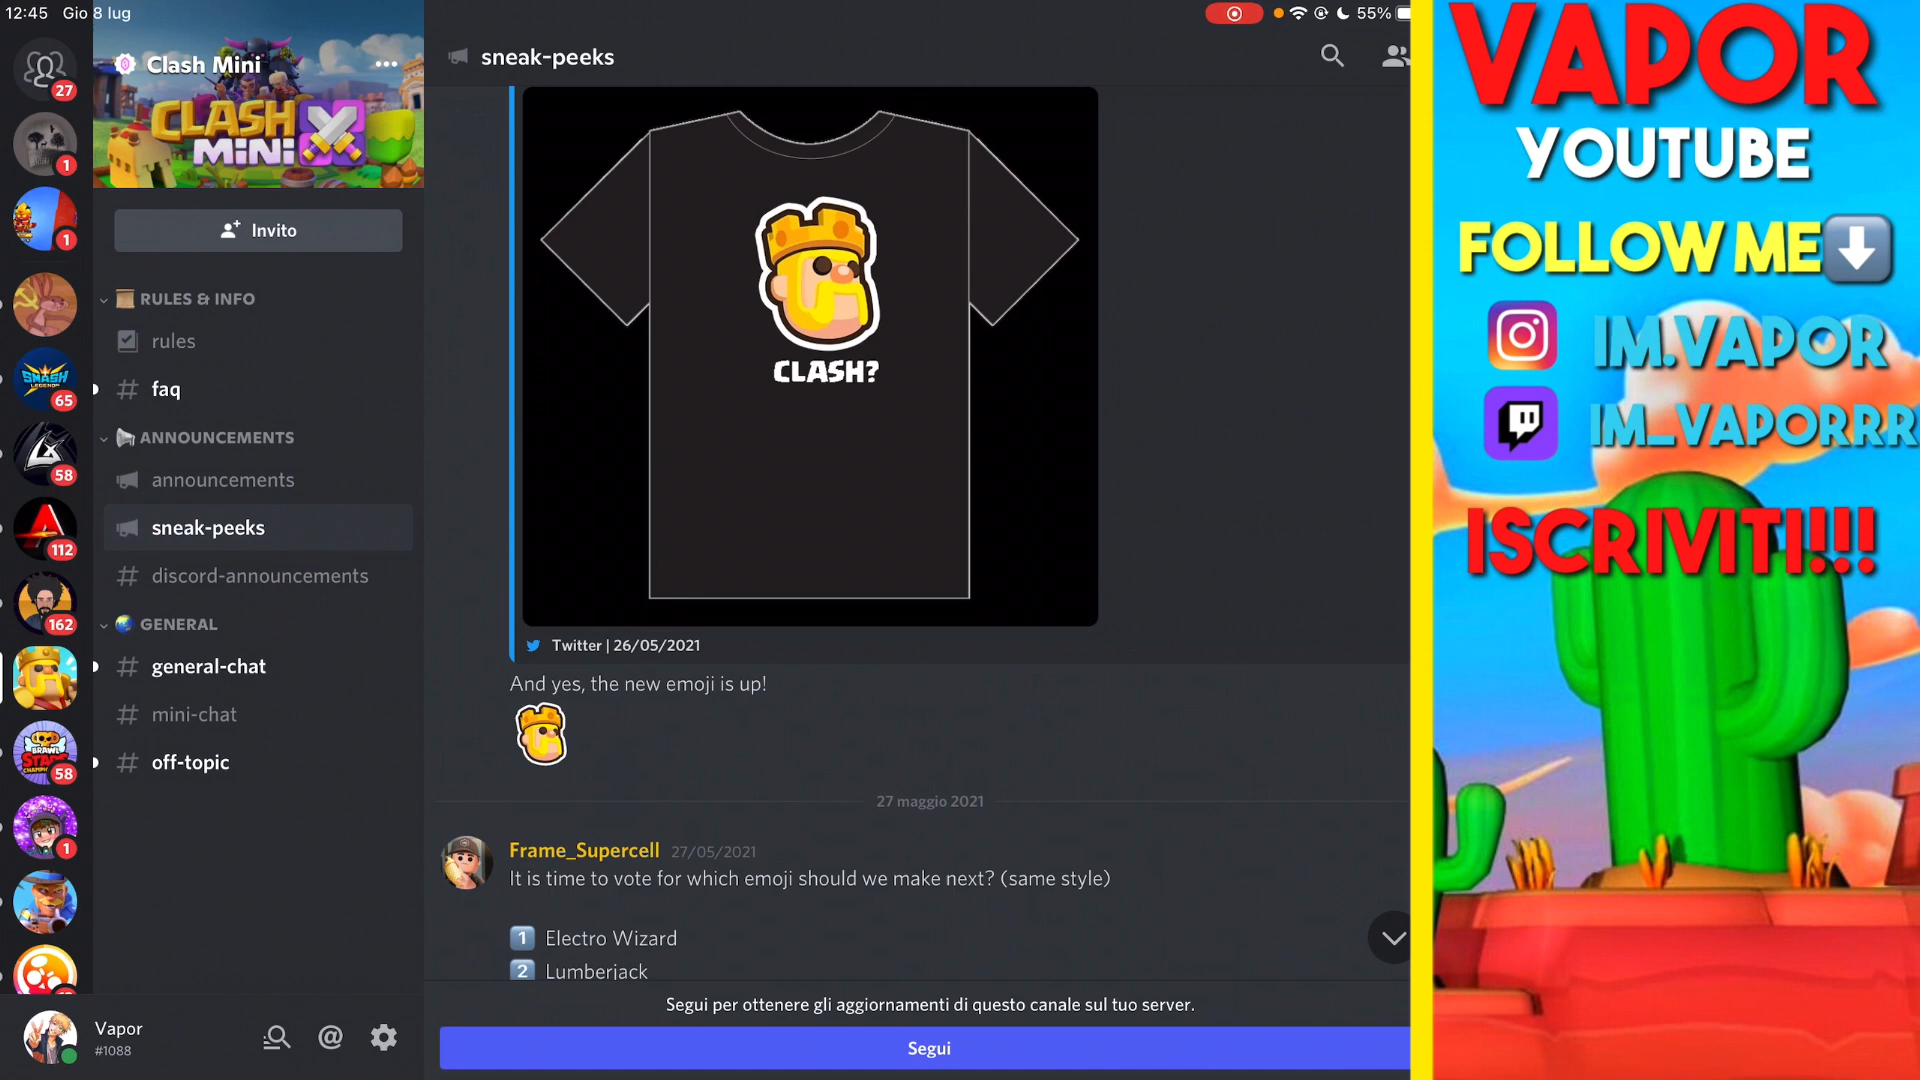 12:45 Gio 8 lug
55%
27
1
1
65
58
112
162
58
1
Clash Mini
CLASH
MINI
Invito
RULES & INFO
rules
faq
ANNOUNCEMENTS
announcements
sneak-peeks
discord-announcements
GENERAL
general-chat
mini-chat
off-topic
Vapor
#1088
sneak-peeks
CLASH?
Twitter | 26/05/2021
And yes, the new emoji is up!
27 maggio 2021
Frame_Supercell 27/05/2021
It is time to vote for which emoji should we make next? (same style)
1 Electro Wizard
2 Lumberjack
Segui per ottenere gli aggiornamenti di questo canale sul tuo server.
Segui
VAPOR
YOUTUBE
FOLLOW ME
IM.VAPOR
IM_VAPORRR
ISCRIVITI!!!